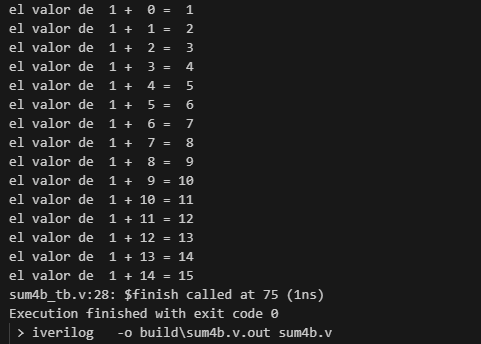 el valor de  1 +  0 =  1
el valor de  1 +  1 =  2
el valor de  1 +  2 =  3
el valor de  1 +  3 =  4
el valor de  1 +  4 =  5
el valor de  1 +  5 =  6
el valor de  1 +  6 =  7
el valor de  1 +  7 =  8
el valor de  1 +  8 =  9
el valor de  1 +  9 = 10
el valor de  1 + 10 = 11
el valor de  1 + 11 = 12
el valor de  1 + 12 = 13
el valor de  1 + 13 = 14
el valor de  1 + 14 = 15
sum4b_tb.v:28: $finish called at 75 (1ns)
Execution finished with exit code 0
> iverilog   -o build\sum4b.v.out sum4b.v